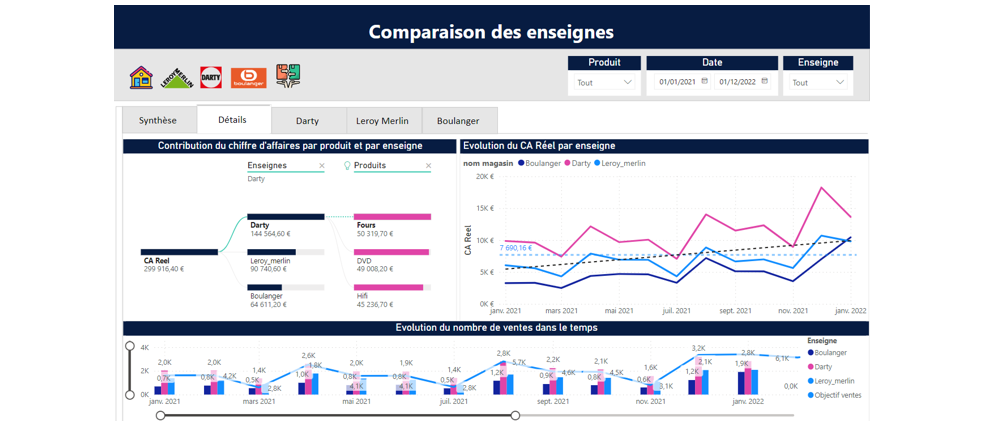 Comparaison des enseignes
LEROY MERLIN
DARTY
boulanger
Produit
Date
Enseigne
Tout
01/01/2021
01/12/2022
Tout
Synthèse
Détails
Darty
Leroy Merlin
Boulanger
Contribution du chiffre d'affaires par produit et par enseigne
Enseignes
Produits
Darty
CA Reel
299 916,40 €
Darty
144 564,60 €
Leroy_merlin
90 740,60 €
Boulanger
64 611,20 €
Fours
50 319,70 €
DVD
49 008,20 €
Hifi
45 236,70 €
Evolution du CA Réel par enseigne
nom magasin Boulanger Darty Leroy_merlin
CA Reel
20K €
15K €
10K €
5K €
0K €
7 690,16 €
janv. 2021 mars 2021 mai 2021 juil. 2021 sept. 2021 nov. 2021 janv. 2022
Evolution du nombre de ventes dans le temps
4K
2K
0K
2,0K 2,0K 1,4K 2,6K 2,0K 1,9K 1,4K 2,8K 2,2K 2,1K 1,6K 3,2K 2,8K
0,7K 4,2K 0,5K 2,8K 1,0K 1,8K 0,8K 4,1K 0,6K 4,1K 0,5K 2,8K 1,2K 5,7K 0,9K 4,6K 0,8K 4,5K 0,6K 3,1K 1,2K 2,1K 1,9K 6,1K 0,0K
janv. 2021 mars 2021 mai 2021 juil. 2021 sept. 2021 nov. 2021 janv. 2022
Enseigne
Boulanger
Darty
Leroy_merlin
Objectif ventes